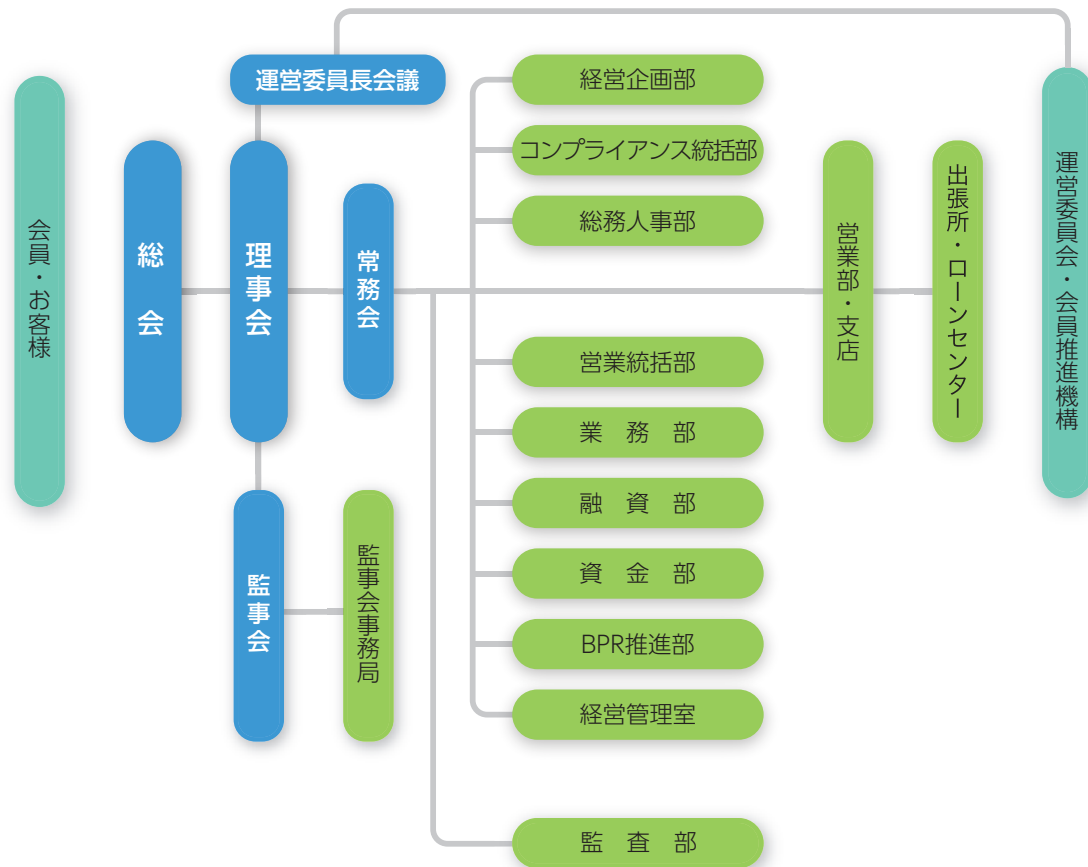 会員・お客様
総会
運営委員長会議
理事会
常務会
監事会
監事会事務局
経営企画部
コンプライアンス統括部
総務人事部
営業統括部
業務部
融資部
資金部
BPR推進部
経営管理室
監査部
営業部・支店
出張所・ローンセンター
運営委員会・会員推進機構